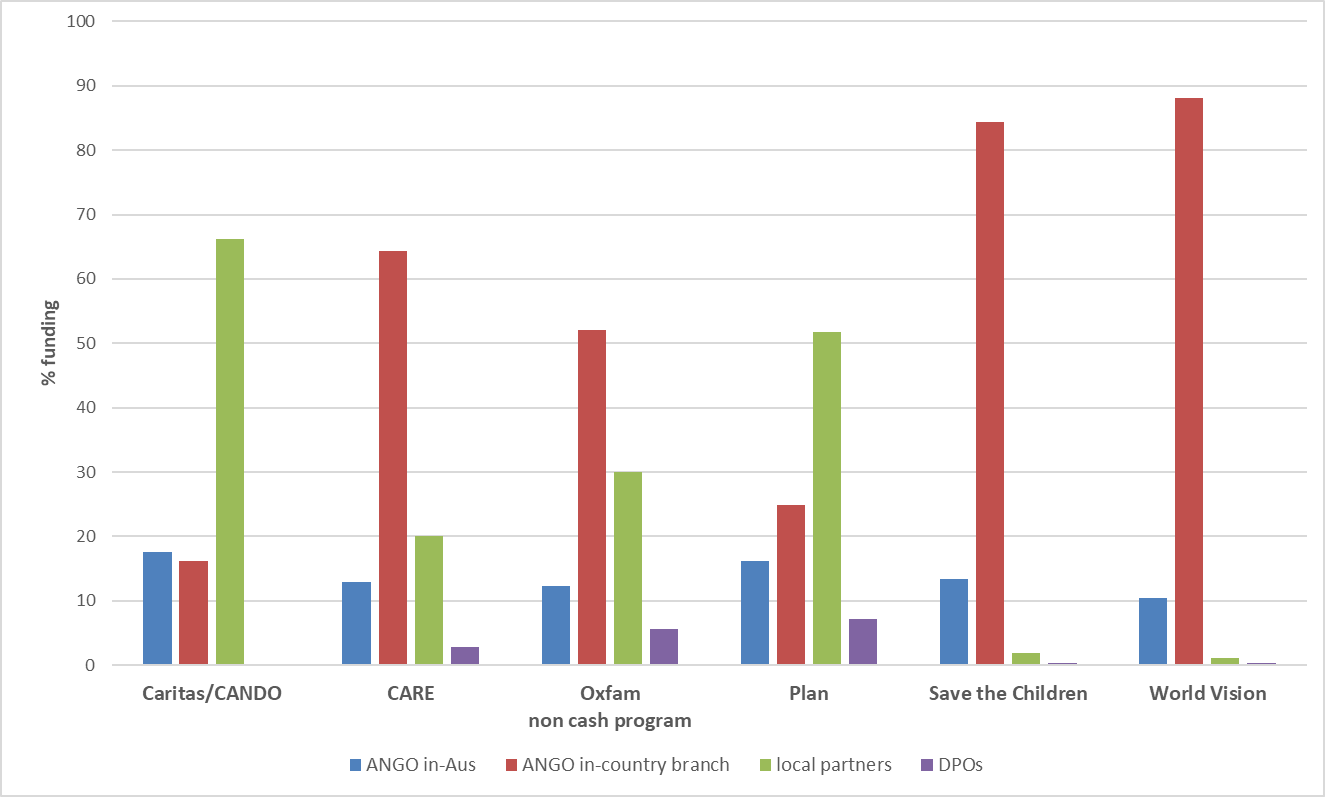 100
90
80
70
60
50
40
30
20
10
0
% funding
Caritas/CANDO
CARE
Oxfam
non cash program
Plan
Save the Children
World Vision
ANGO in-Aus
ANGO in-country branch
local partners
DPOs